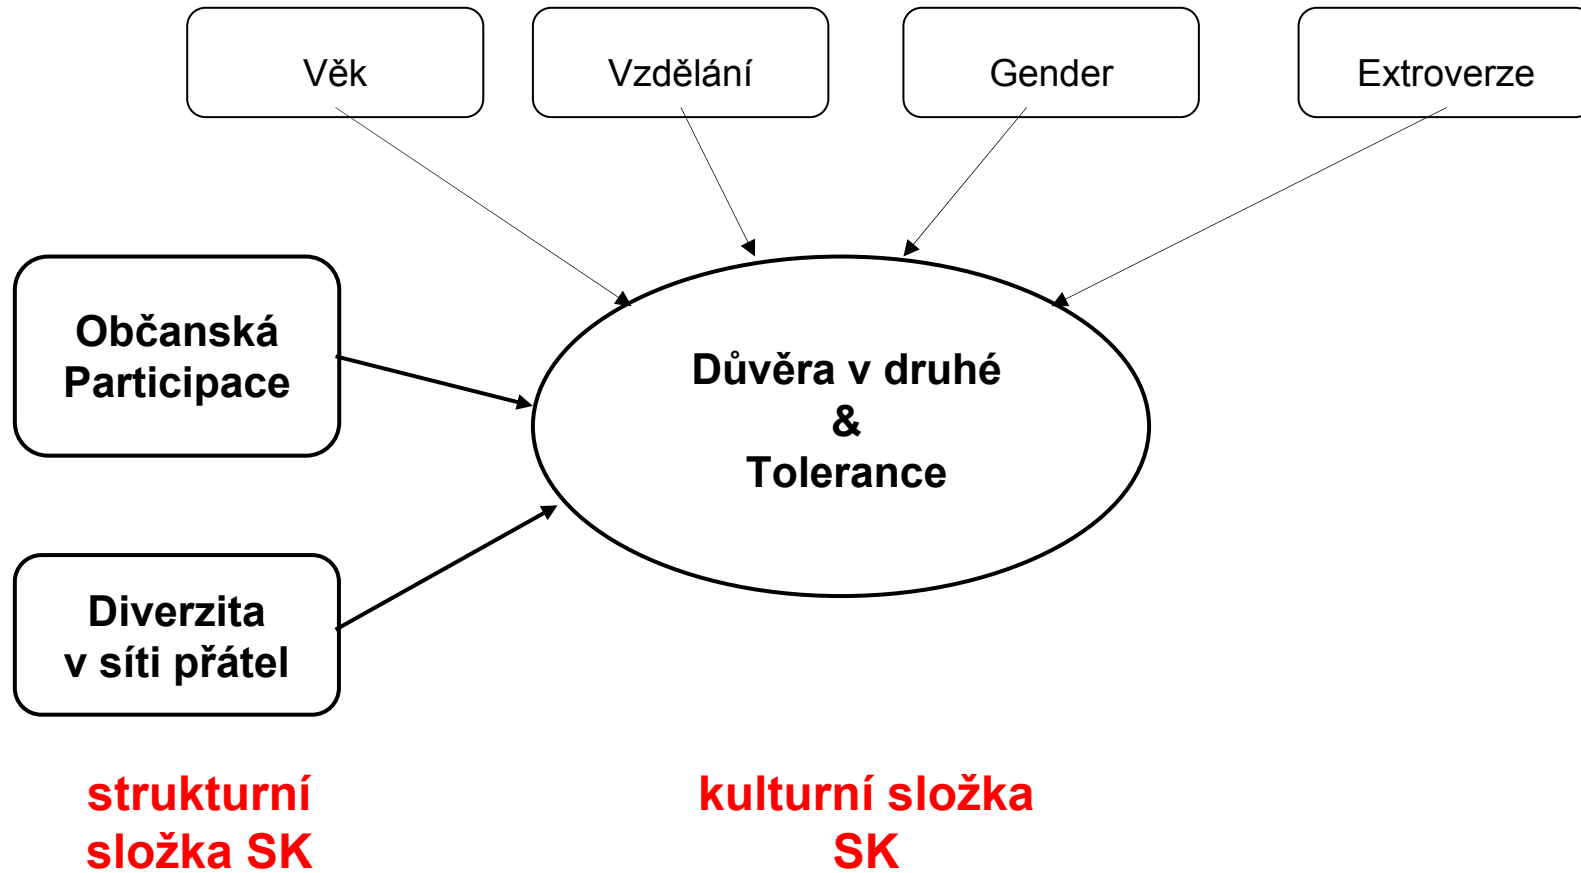 Věk
Vzdělání
Gender
Extroverze
Občanská
Participace
Důvěra v druhé
&
Tolerance
Diverzita
v síti přátel
strukturní
složka SK
kulturní složka
SK